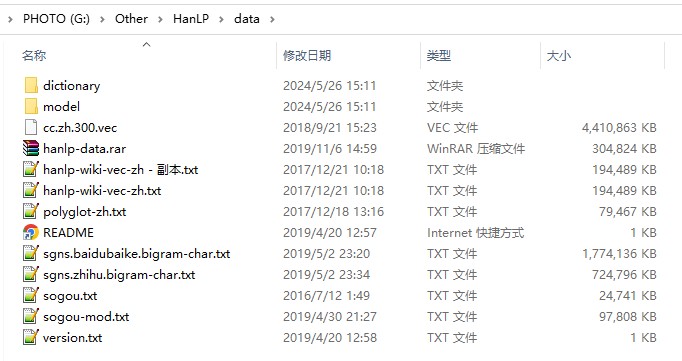 PHOTO (G:) > Other > HanLP > data >
名称 修改日期 类型 大小
dictionary 2024/5/26 15:11 文件夹
model 2024/5/26 15:11 文件夹
cc.zh.300.vec 2018/9/21 15:23 VEC 文件 4,410,863 KB
hanlp-data.rar 2019/11/6 14:59 WinRAR 压缩文件 304,824 KB
hanlp-wiki-vec-zh - 副本.txt 2017/12/21 10:18 TXT 文件 194,489 KB
hanlp-wiki-vec-zh.txt 2017/12/21 10:18 TXT 文件 194,489 KB
polyglot-zh.txt 2017/12/18 13:16 TXT 文件 79,467 KB
README 2019/4/20 12:57 Internet 快捷方式 1 KB
sgns.baidubaike.bigram-char.txt 2019/5/2 23:20 TXT 文件 1,774,136 KB
sgns.zhihu.bigram-char.txt 2019/5/2 23:34 TXT 文件 724,796 KB
sogou.txt 2016/7/12 1:49 TXT 文件 24,741 KB
sogou-mod.txt 2019/4/30 21:27 TXT 文件 97,808 KB
version.txt 2019/4/20 12:58 TXT 文件 1 KB